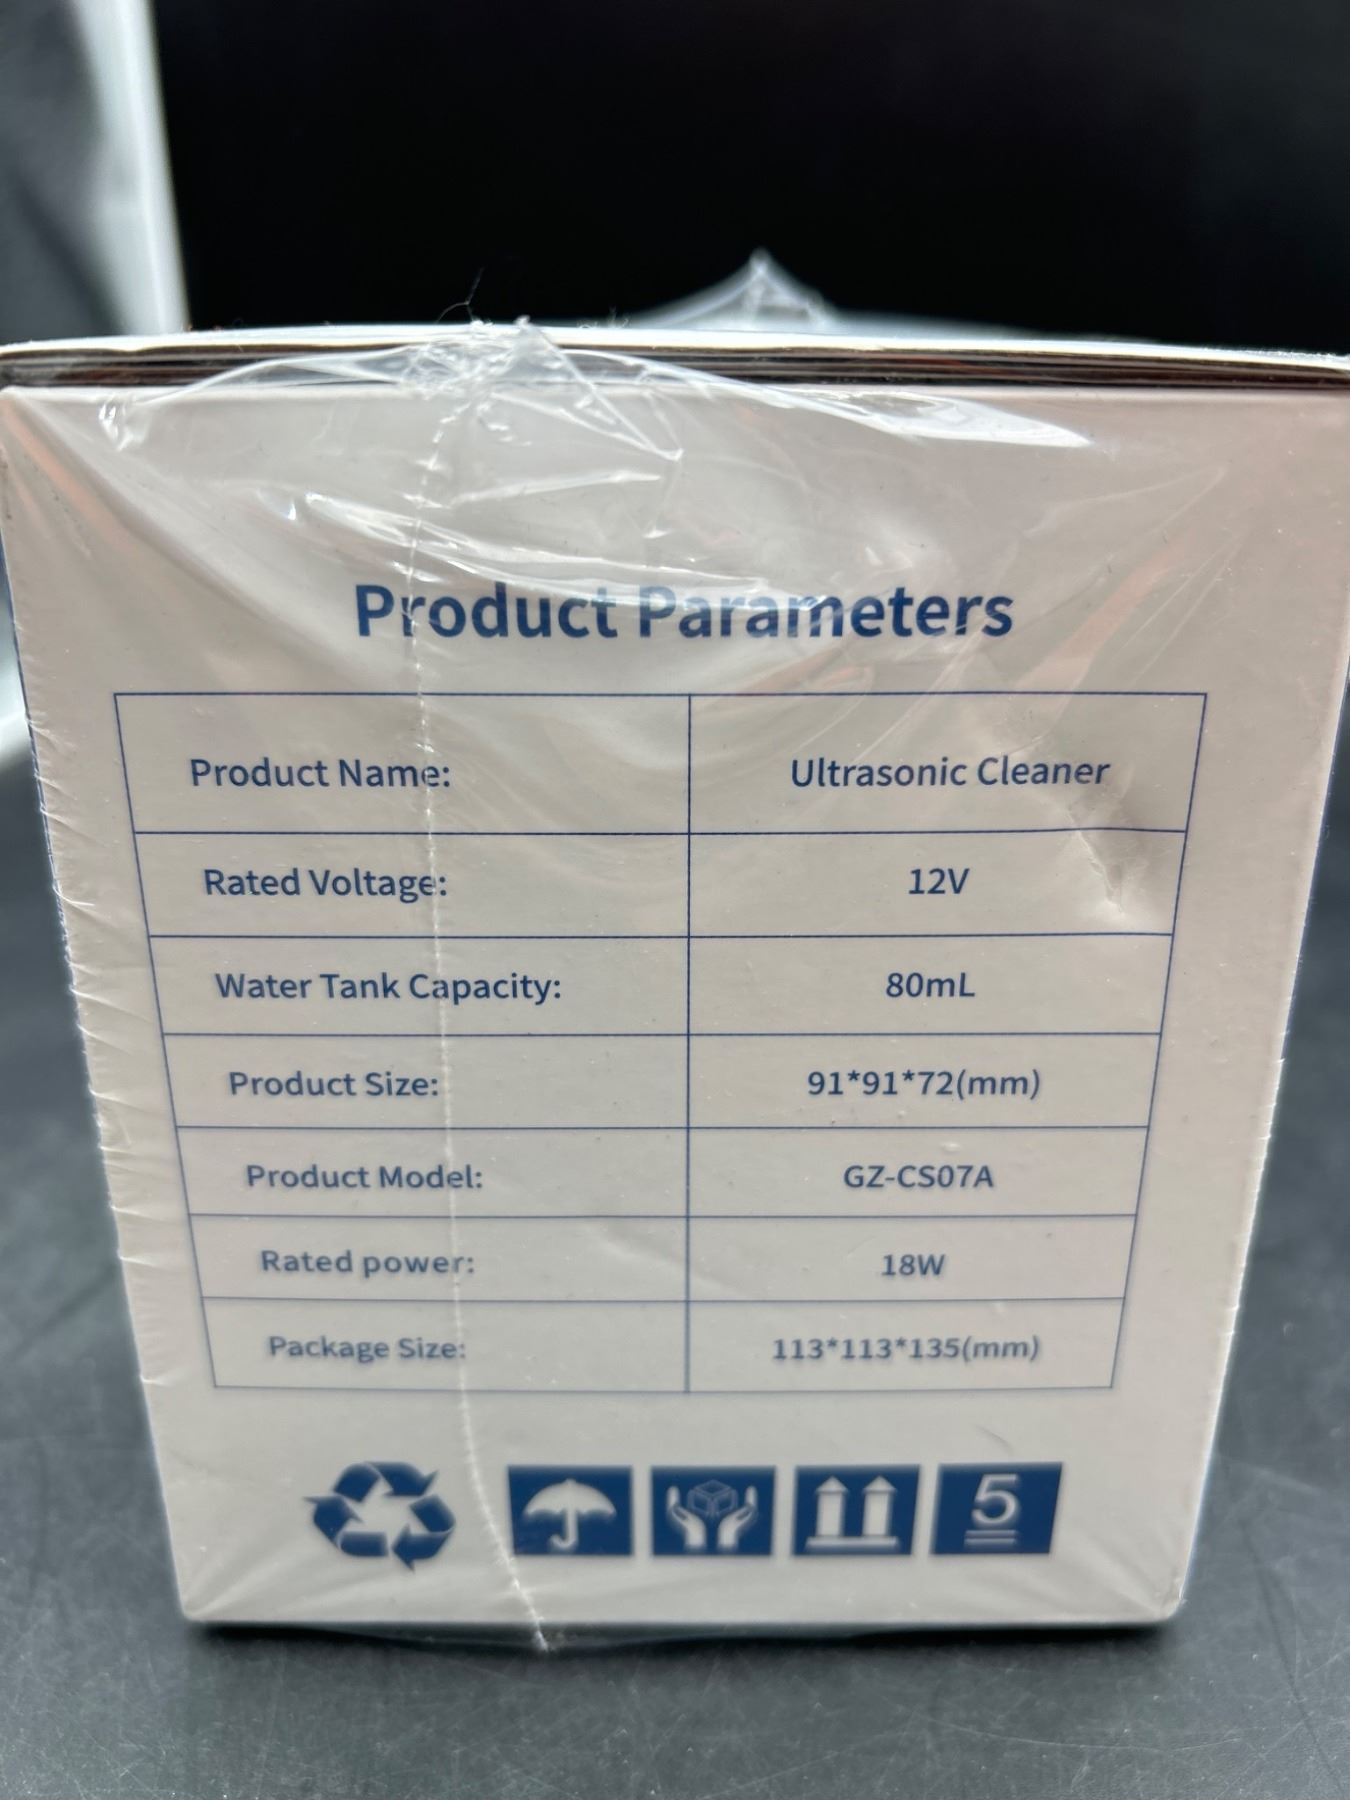 Product Parameters
Product Name: Ultrasonic Cleaner
Rated Voltage: 12V
Water Tank Capacity: 80mL
Product Size: 91*91*72(mm)
Product Model: GZ-CS07A
Rated power: 18W
Package Size: 113*113*135(mm)
5